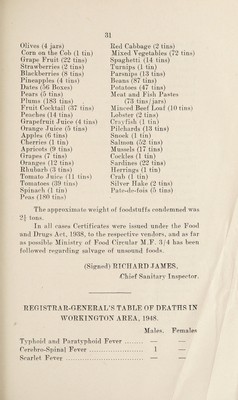 31
Olives (4 jars)
Corn on the Cob (1 tin)
Grape Fruit (22 tins)
Strawberries (2 tins)
Blackberries (8 tins)
Pineapples (4 tins)
Dates (56 Boxes)
Pears (5 tins)
Plums (183 tins)
Fruit Cocktail (37 tins)
Peaches (14 tins)
Grapefruit Juice (4 tins)
Orange Juice (5 tins)
Apples (6 tins)
Cherries (1 tin)
Apricots (9 tins)
Grapes (7 tins)
Oranges (12 tins)
Rhubarb (3 tins)
Tomato Juice (11 tins)
Tomatoes (39 tins)
Spinach (1 tin)
Peas (180 tins)
Red Cabbage (2 tins)
Mixed Vegetables (72 tins)
Spaghetti (14 tins)
Turnips (1 tin)
Parsnips (13 tins)
Beans (87 tins)
Potatoes (47 tins)
Meat and Fish Pastes
(73 tins/jars)
Minced Beef Loaf (10 tins)
Lobster (2 tins)
Crayfish (1 tin)
Pilchards (13 tins)
Snoek (1 tin)
Salmon (52 tins)
Mussels (17 tins)
Cockles (1 tin)
Sardines (22 tins)
Herrings (1 tin)
Crab (1 tin)
Silver Hake (2 tins)
Pate-de-fois (5 tins)
The approximate weight of foodstuffs condemned was
2¾ tons.
In all cases Certificates were issued under the Food
and Drugs Act, 1938, to the respective vendors, and as far
as possible Ministry of Food Circular M.F. 3/4 has been
followed regarding salvage of unsound foods.
(Signed) RICHARD JAMES,
Chief Sanitary Inspector.
REGISTRAR-GENERAL'S TABLE OF DEATHS IN
WORKINGTON AREA, 1948.
Males. Females
Typhoid and Paratyphoid Fever ........ — —
Cerebro-Spinal Fever ...................... 1 —
Scarlet Fever ................................ — —